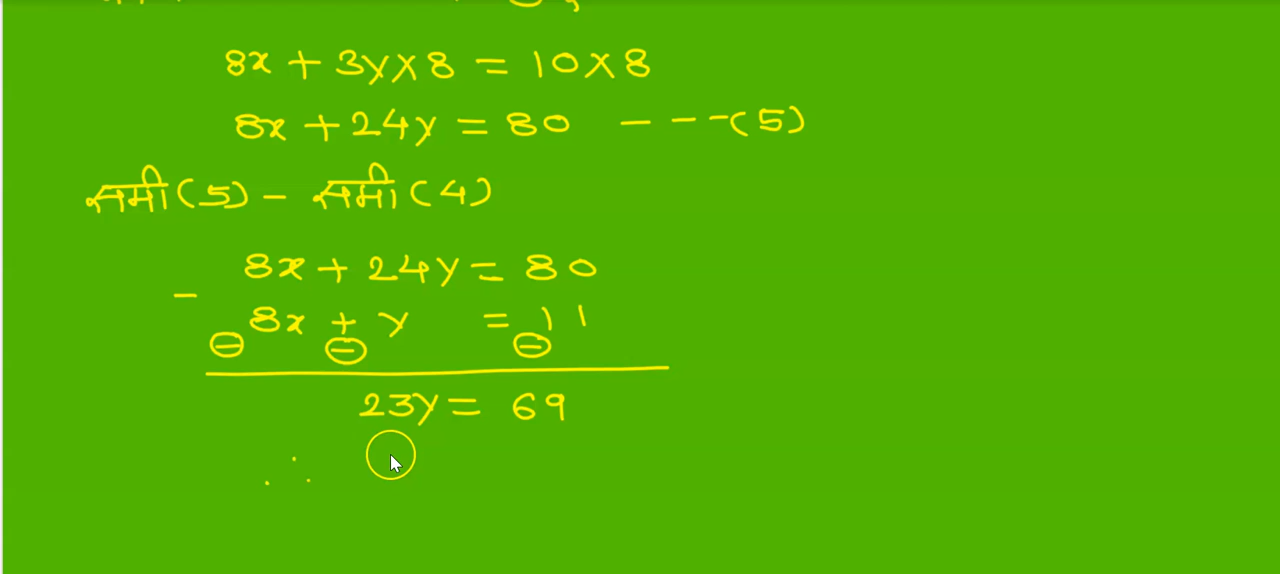 8x + 3y × 8 = 10 × 8
8x + 24y = 80 - - - (5)
समी (5) - समी (4)
8x + 24y = 80
- 8x + y = 11
⊖ ⊖ ⊖
23y = 69
∴